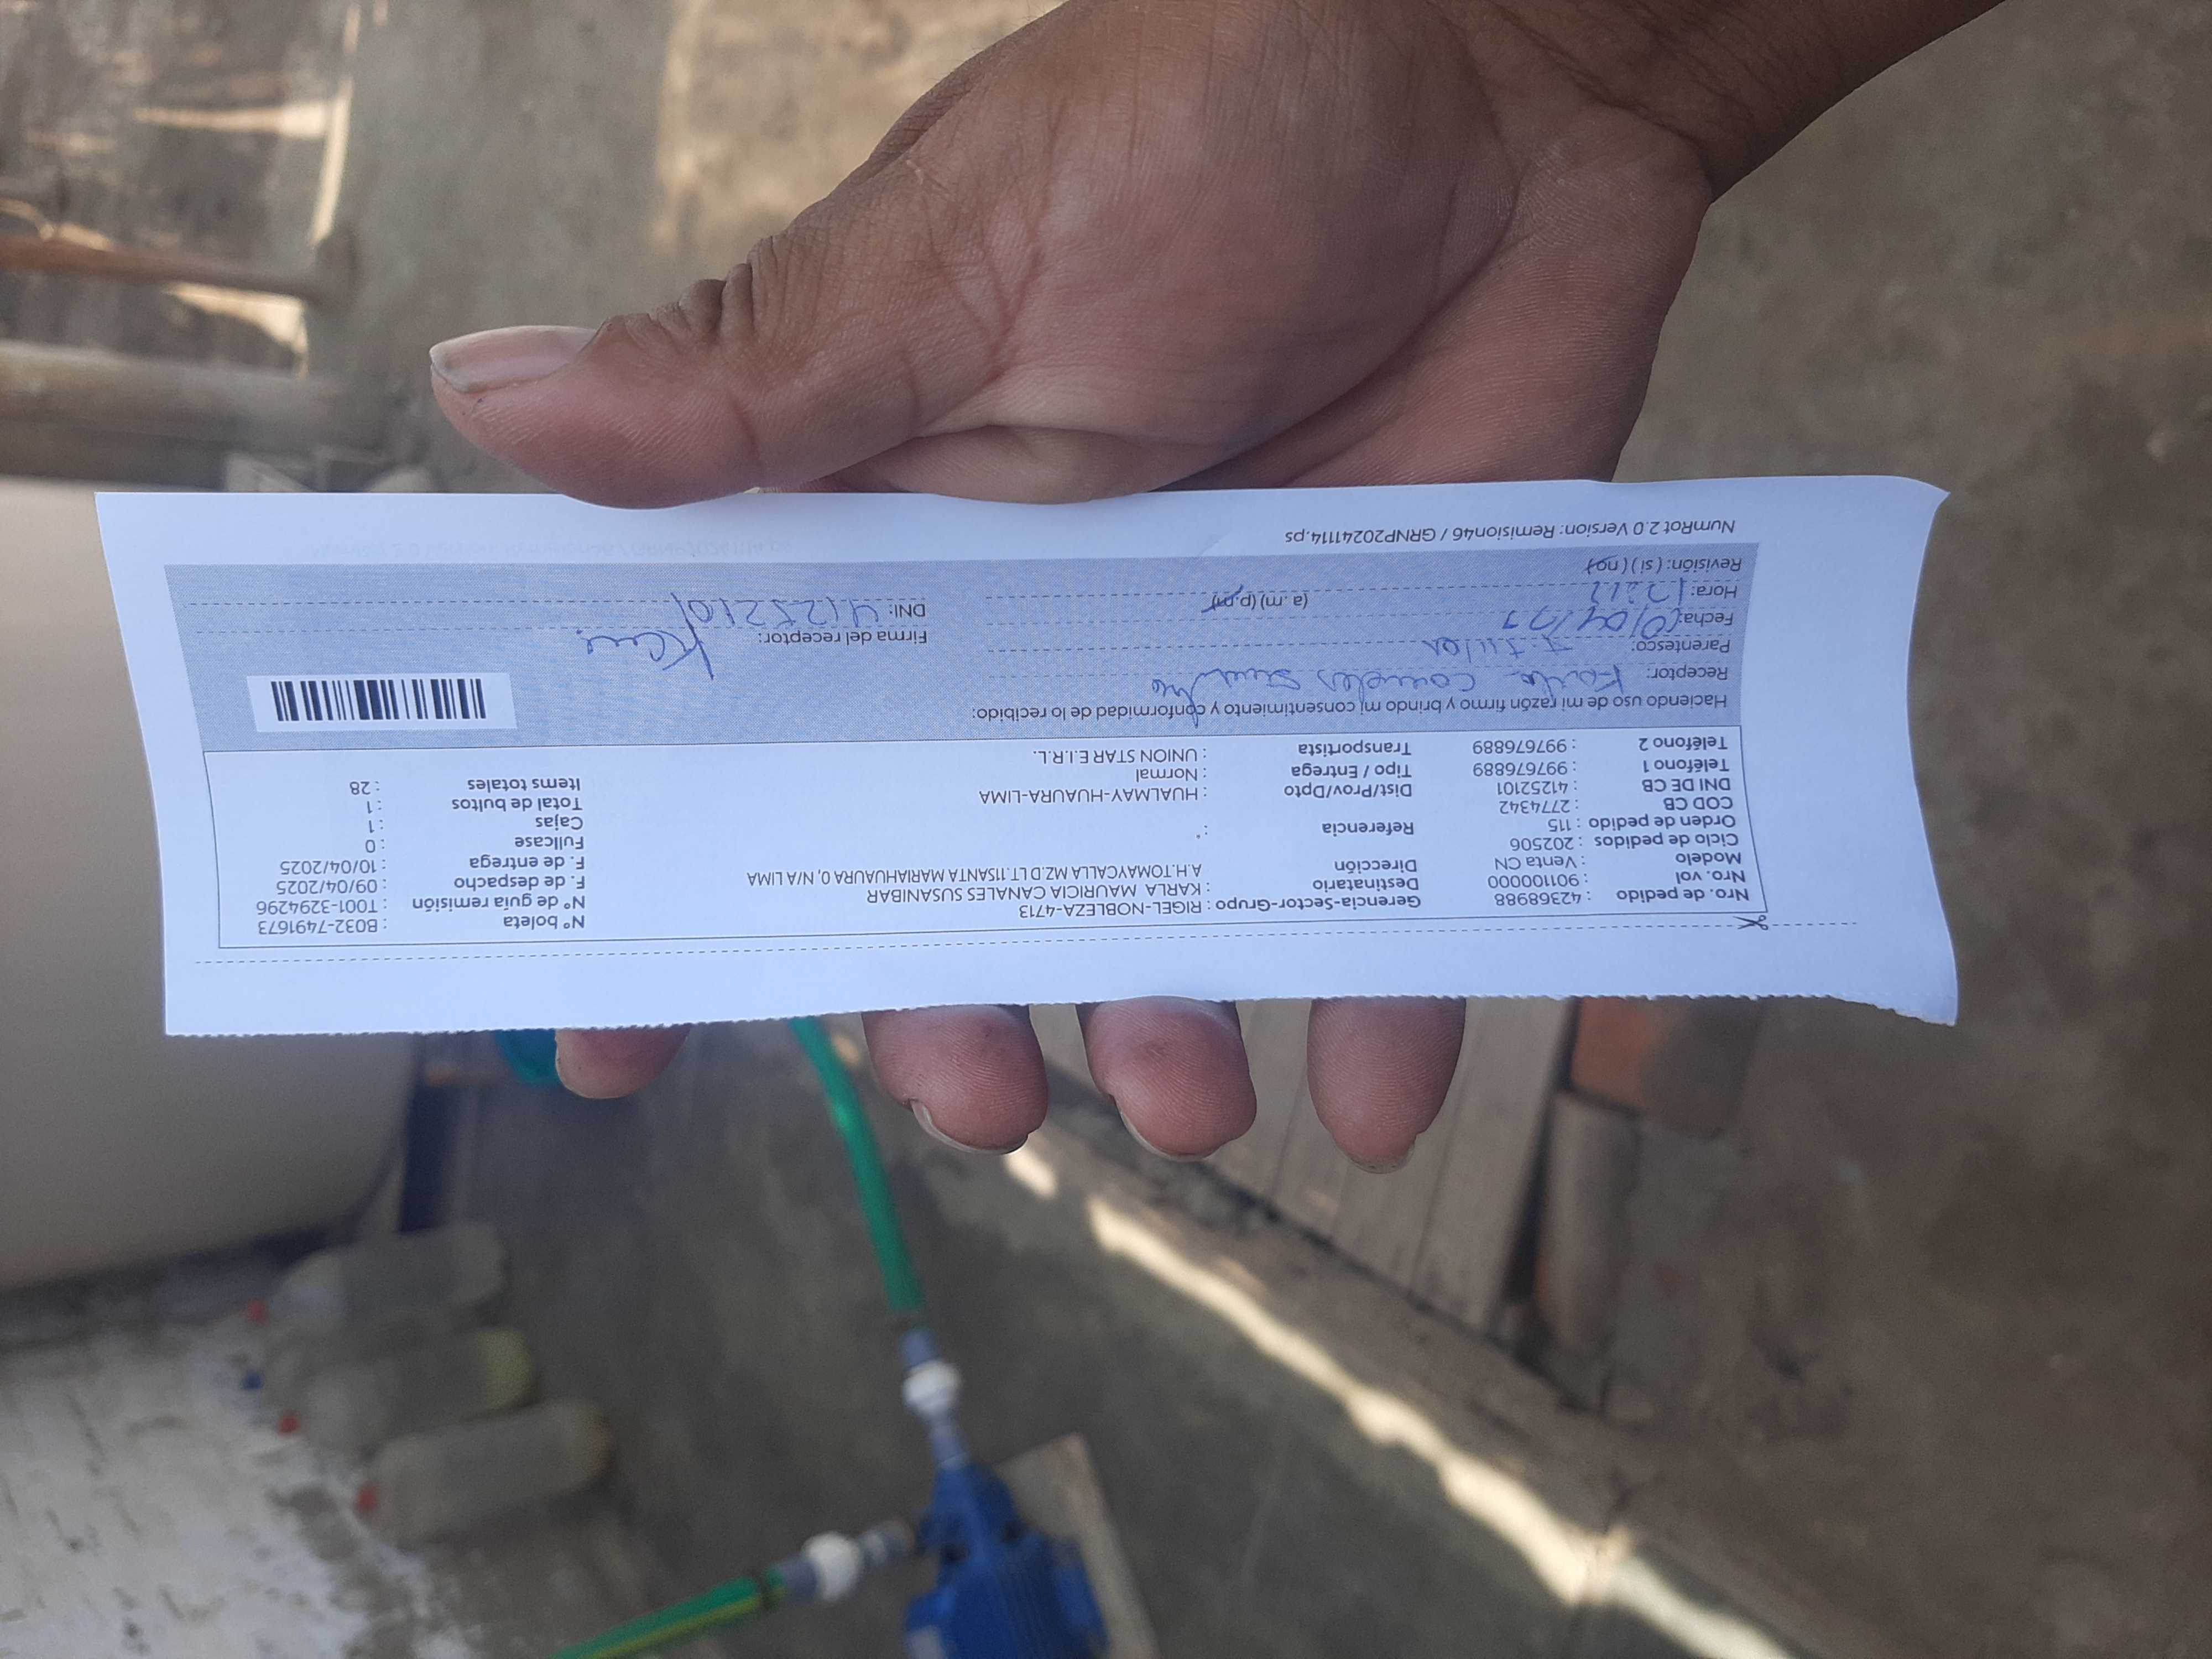 Nro. de pedido : 42368988 Gerencia-Sector-Grupo : RIGEL-NOBLEZA-4713 N° boleta : B032-7491673
Nro. vol : 901100000 Destinatario : KARLA MAURICIA CANALES SUSANIBAR N° de guía remisión : T001-3294296
Modelo : Venta CN Dirección A.H.TOMAYCALLA MZ.D LT.11SANTA MARIAHUAURA 0, N/A LIMA F. de despacho : 09/04/2025
Ciclo de pedidos : 202506 F. de entrega : 10/04/2025
Orden de pedido : 115 Referencia : . Fullcase : 0
COD CB : 2774342 Cajas : 1
DNI DE CB : 41252101 Dist/Prov/Dpto : HUALMAY-HUAURA-LIMA Total de bultos : 1
Teléfono 1 : 997676889 Tipo / Entrega : Normal Items totales : 28
Teléfono 2 : 997676889 Transportista : UNION STAR E.I.R.L.
Haciendo uso de mi razón firmo y brindo mi consentimiento y conformidad de lo recibido:
Receptor: Karla canales
Parentesco: Titular Firma del receptor:
Fecha: 10/04/ DNI: 41252101
Hora: (a. m) (p.m)
Revisión: ( si ) ( no )
NumRot 2.0 Version: Remision46 / GRNP20241114.ps